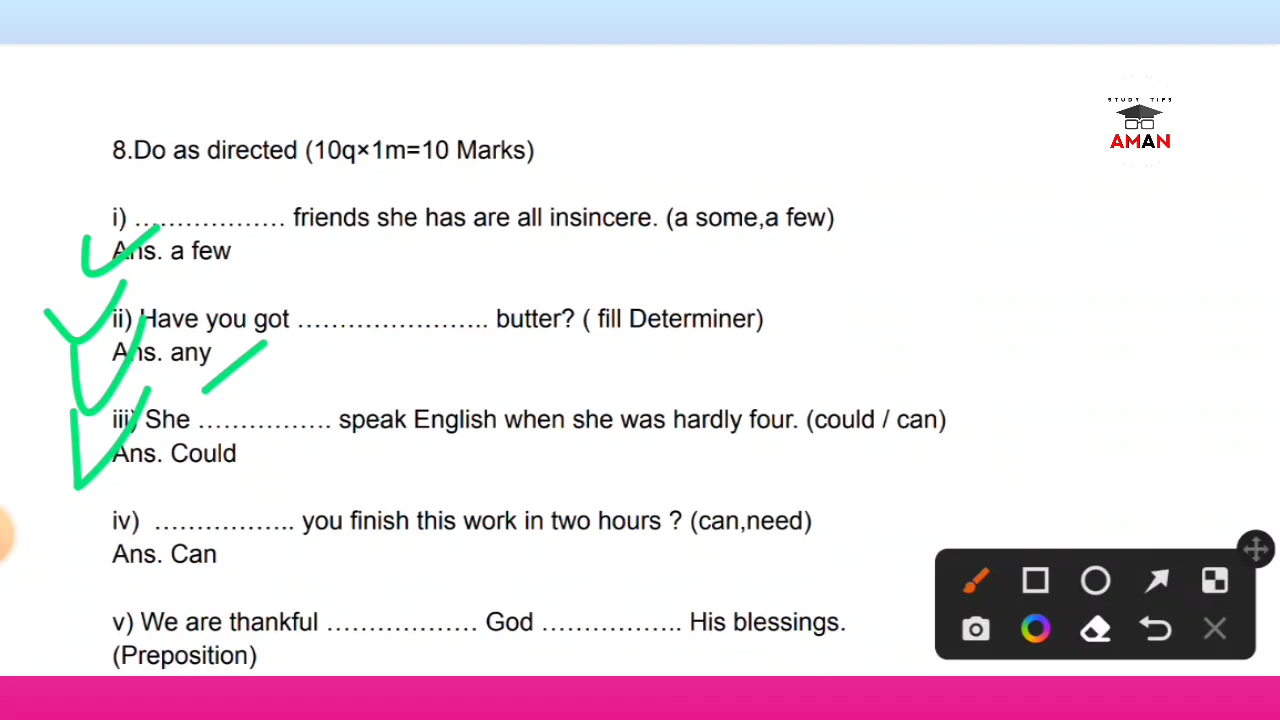 STUDY TIPS
AMAN
8.Do as directed (10q×1m=10 Marks)
i) .................. friends she has are all insincere. (a some,a few)
Ans. a few
ii) Have you got ....................... butter? ( fill Determiner)
Ans. any
iii) She ................ speak English when she was hardly four. (could / can)
Ans. Could
iv) ................. you finish this work in two hours ? (can,need)
Ans. Can
v) We are thankful .................. God ................. His blessings.
(Preposition)